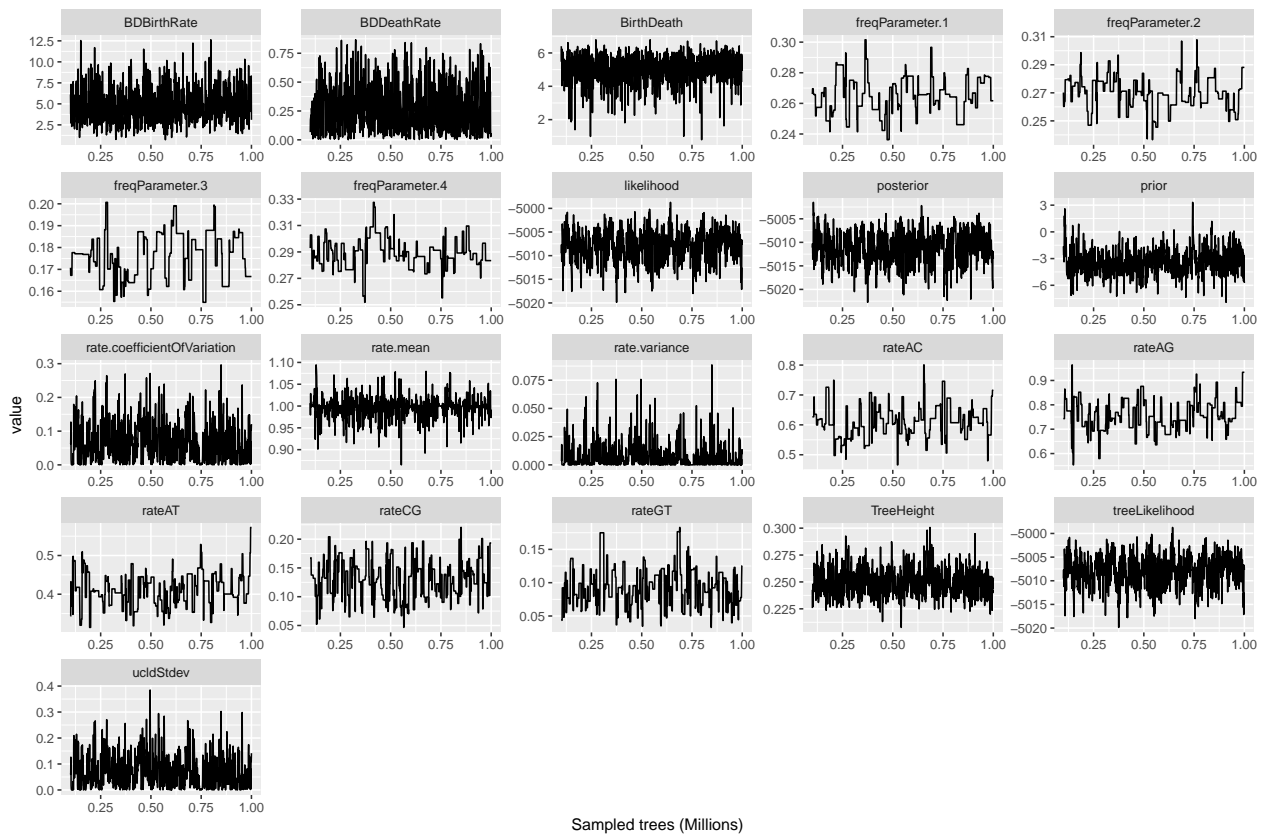 BDBirthRate BDDeathRate BirthDeath freqParameter.1 freqParameter.2
12.5 10.0 7.5 5.0 2.5
0.75 0.50 0.25 0.00
6 4 2
0.30 0.28 0.26 0.24
0.31 0.29 0.27 0.25
0.25 0.50 0.75 1.00 0.25 0.50 0.75 1.00 0.25 0.50 0.75 1.00 0.25 0.50 0.75 1.00 0.25 0.50 0.75 1.00
freqParameter.3 freqParameter.4 likelihood posterior prior
0.20 0.19 0.18 0.17 0.16
0.33 0.31 0.29 0.27 0.25
−5000 −5005 −5010 −5015 −5020
−5005 −5010 −5015 −5020
3 0 −3 −6
0.25 0.50 0.75 1.00 0.25 0.50 0.75 1.00 0.25 0.50 0.75 1.00 0.25 0.50 0.75 1.00 0.25 0.50 0.75 1.00
rate.coefficientOfVariation rate.mean rate.variance rateAC rateAG
value
0.3 0.2 0.1 0.0
1.10 1.05 1.00 0.95 0.90
0.075 0.050 0.025 0.000
0.8 0.7 0.6 0.5
0.9 0.8 0.7 0.6
0.25 0.50 0.75 1.00 0.25 0.50 0.75 1.00 0.25 0.50 0.75 1.00 0.25 0.50 0.75 1.00 0.25 0.50 0.75 1.00
rateAT rateCG rateGT TreeHeight treeLikelihood
0.5 0.4
0.20 0.15 0.10 0.05
0.15 0.10 0.05
0.300 0.275 0.250 0.225
−5000 −5005 −5010 −5015 −5020
0.25 0.50 0.75 1.00 0.25 0.50 0.75 1.00 0.25 0.50 0.75 1.00 0.25 0.50 0.75 1.00 0.25 0.50 0.75 1.00
ucldStdev
0.4 0.3 0.2 0.1 0.0
0.25 0.50 0.75 1.00
Sampled trees (Millions)